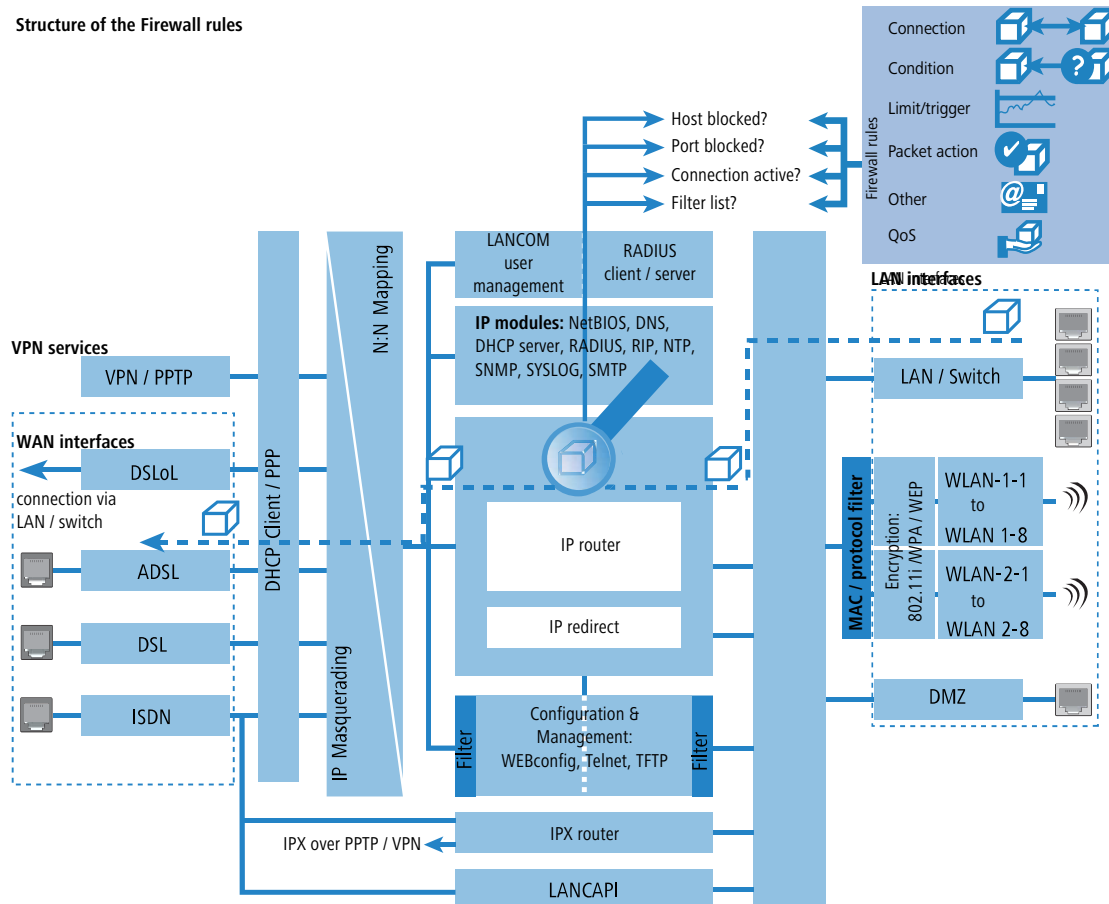 Structure of the Firewall rules
Connection
Condition
Limit/trigger
Packet action
Other
QoS
Firewall rules
Host blocked?
Port blocked?
Connection active?
Filter list?
LANCOM
user
management
RADIUS
client / server
IP modules: NetBIOS, DNS,
DHCP server, RADIUS, RIP, NTP,
SNMP, SYSLOG, SMTP
N:N Mapping
IP Masquerading
DHCP Client / PPP
VPN services
VPN / PPTP
WAN interfaces
DSLoL
connection via
LAN / switch
ADSL
DSL
ISDN
IP router
IP redirect
Filter
Configuration &
Management:
WEBconfig, Telnet, TFTP
Filter
IPX router
IPX over PPTP / VPN
LANCAPI
LAN interfaces
LAN / Switch
MAC / protocol filter
Encryption:
802.11i /WPA / WEP
WLAN-1-1
to
WLAN 1-8
WLAN-2-1
to
WLAN 2-8
DMZ
@
?